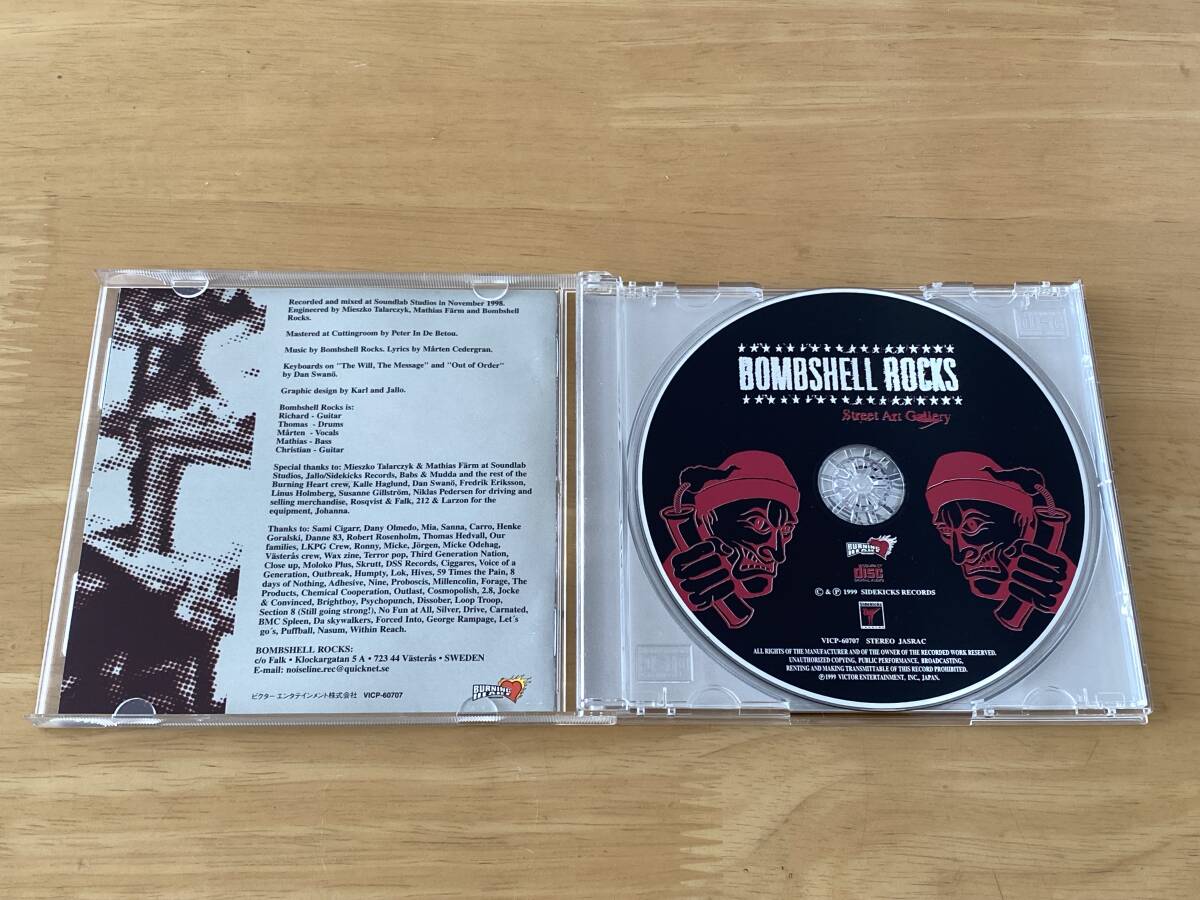 Recorded and mixed at Soundlab Studios in November 1998.
Engineered by Mieszko Talarczyk, Mathias Färm and Bombshell
Rocks.
Mastered at Cuttingroom by Peter In De Betou.
Music by Bombshell Rocks. Lyrics by Mårten Cedergran.
Keyboards on "The Will, The Message" and "Out of Order"
by Dan Swanö.
Graphic design by Karl and Jallo.
Bombshell Rocks is:
Richard - Guitar
Thomas - Drums
Mårten - Vocals
Mathias - Bass
Christian - Guitar
Special thanks to: Mieszko Talarczyk & Mathias Färm at Soundlab
Studios, Jallo/Sidekicks Records, Babs & Mudda and the rest of the
Burning Heart crew, Kalle Haglund, Dan Swanö, Fredrik Eriksson,
Linus Holmberg, Susanne Gillström, Niklas Pedersen for driving and
selling merchandise, Rosqvist & Falk, 212 & Larzon for the
equipment, Johanna.
Thanks to: Sami Cigarr, Dany Olmedo, Mia, Sanna, Carro, Henke
Goralski, Danne 83, Robert Rosenholm, Thomas Hedvall, Our
families, LKPG Crew, Ronny, Micke, Jörgen, Micke Odehag,
Västerås crew, Wax zine, Terror pop, Third Generation Nation,
Close up, Moloko Plus, Skrutt, DSS Records, Ciggares, Voice of a
Generation, Outbreak, Humpty, Lok, Hives, 59 Times the Pain, 8
days of Nothing, Adhesive, Nine, Proboscis, Millencolin, Forage, The
Products, Chemical Cooperation, Outlast, Cosmopolish, 2.8, Jocke
& Convinced, Brightboy, Psychopunch, Dissober, Loop Troop,
Section 8 (Still going strong!), No Fun at All, Silver, Drive, Carnated,
BMC Spleen, Da skywalkers, Forced Into, George Rampage, Let´s
go´s, Puffball, Nasum, Within Reach.
BOMBSHELL ROCKS:
c/o Falk • Klockargatan 5 A • 723 44 Västerås • SWEDEN
E-mail: noiseline.rec@quicknet.se
ビクター エンタテインメント株式会社 VICP-60707
BURNING
HEART
BOMBSHELL ROCKS
Street Art Gallery
BURNING
HEART
COMPACT
disc
DIGITAL AUDIO
© & ℗ 1999 SIDEKICKS RECORDS
SIDEKICKS
VICP-60707 STEREO JASRAC
ALL RIGHTS OF THE MANUFACTURER AND OF THE OWNER OF THE RECORDED WORK RESERVED.
UNAUTHORIZED COPYING, PUBLIC PERFORMANCE, BROADCASTING,
RENTING AND MAKING TRANSMITTABLE OF THIS RECORD PROHIBITED.
℗1999 VICTOR ENTERTAINMENT, INC., JAPAN.